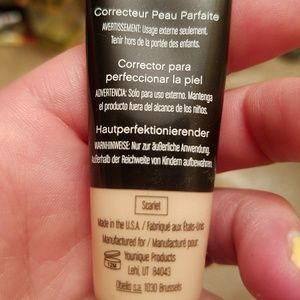 Correcteur Peau Parfaite
AVERTISSEMENT: Usage externe seulement.
Tenir hors de la portée des enfants.
Corrector para
perfeccionar la piel
ADVERTENCIA: Solo para uso externo. Mantenga
el producto fuera del alcance de los niños.
Hautperfektionierender
WARNHINWEISE: Nur zur äußerliche Anwendung,
Außerhalb der Reichweite von Kindern aufbewahren.
Scarlet
Made in the U.S.A./ Fabriqué aux États-Unis
Manufactured for / Manufacturé pour:
12M
Younique Products
Lehi, UT 84043
Obelis s.a. 1030 Brussels